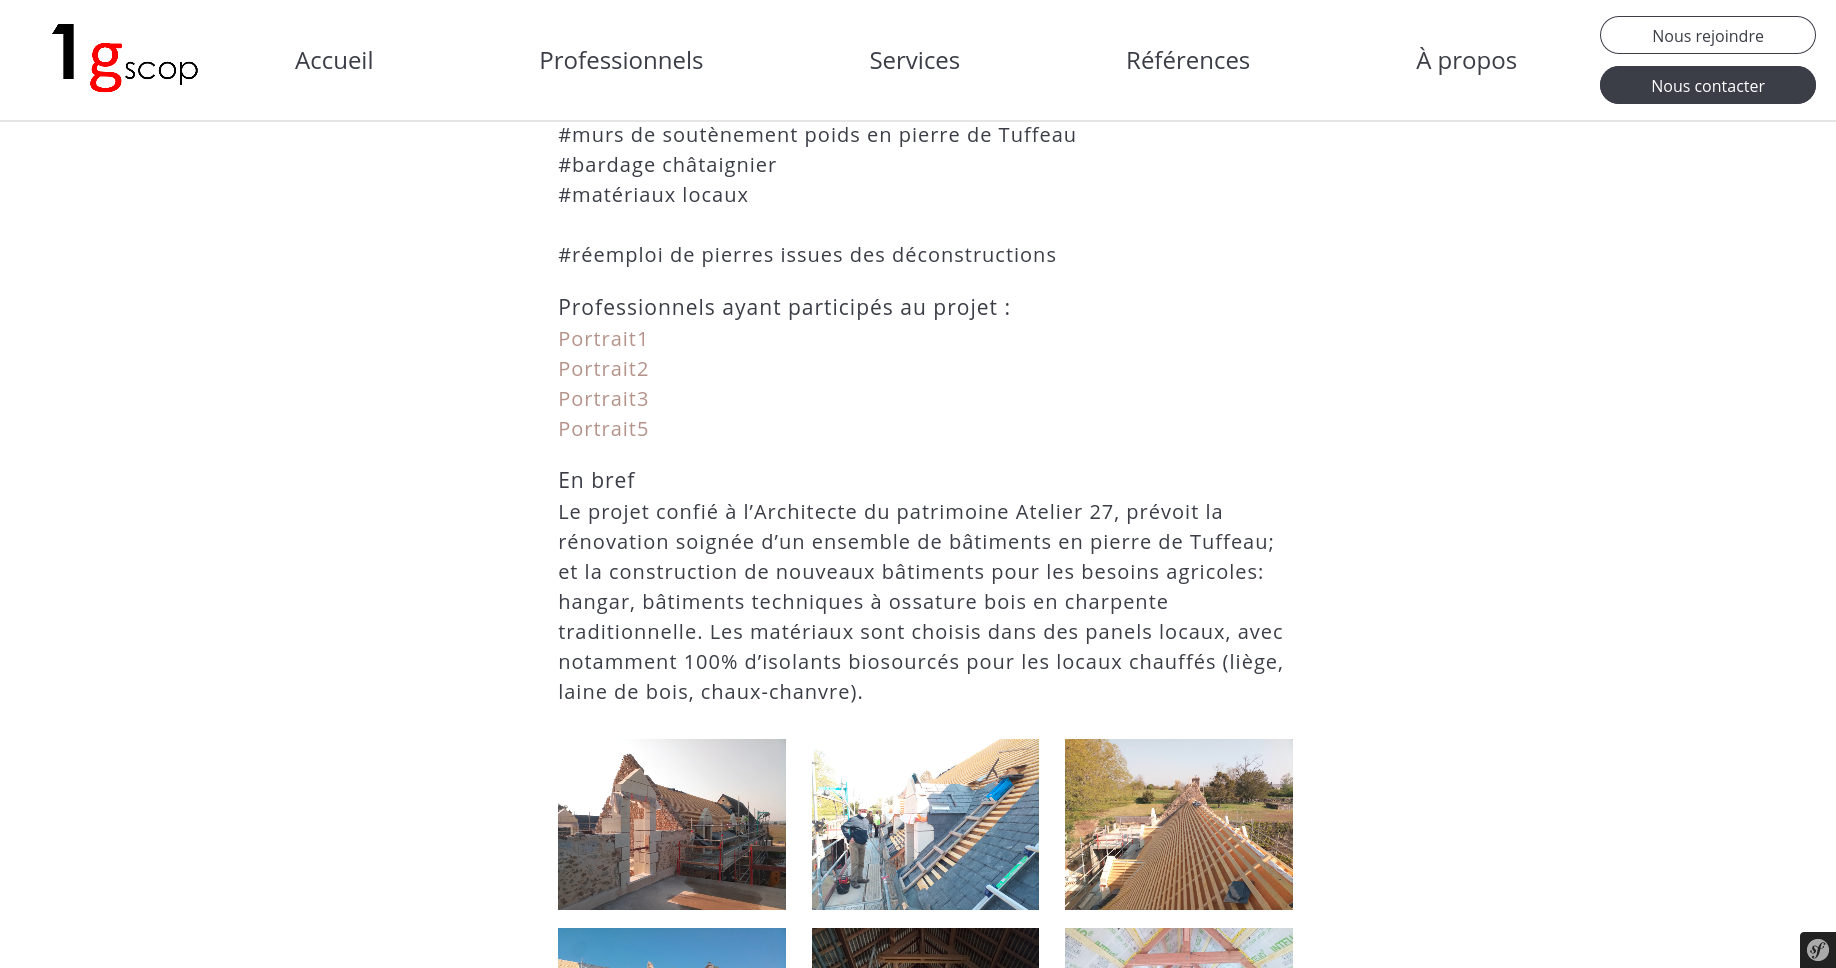 1gscop
Accueil
Professionnels
Services
Références
À propos
Nous rejoindre
Nous contacter
#murs de soutènement poids en pierre de Tuffeau
#bardage châtaignier
#matériaux locaux
#réemploi de pierres issues des déconstructions
Professionnels ayant participés au projet :
Portrait1
Portrait2
Portrait3
Portrait5
En bref
Le projet confié à l’Architecte du patrimoine Atelier 27, prévoit la
rénovation soignée d’un ensemble de bâtiments en pierre de Tuffeau;
et la construction de nouveaux bâtiments pour les besoins agricoles:
hangar, bâtiments techniques à ossature bois en charpente
traditionnelle. Les matériaux sont choisis dans des panels locaux, avec
notamment 100% d’isolants biosourcés pour les locaux chauffés (liège,
laine de bois, chaux-chanvre).
sf